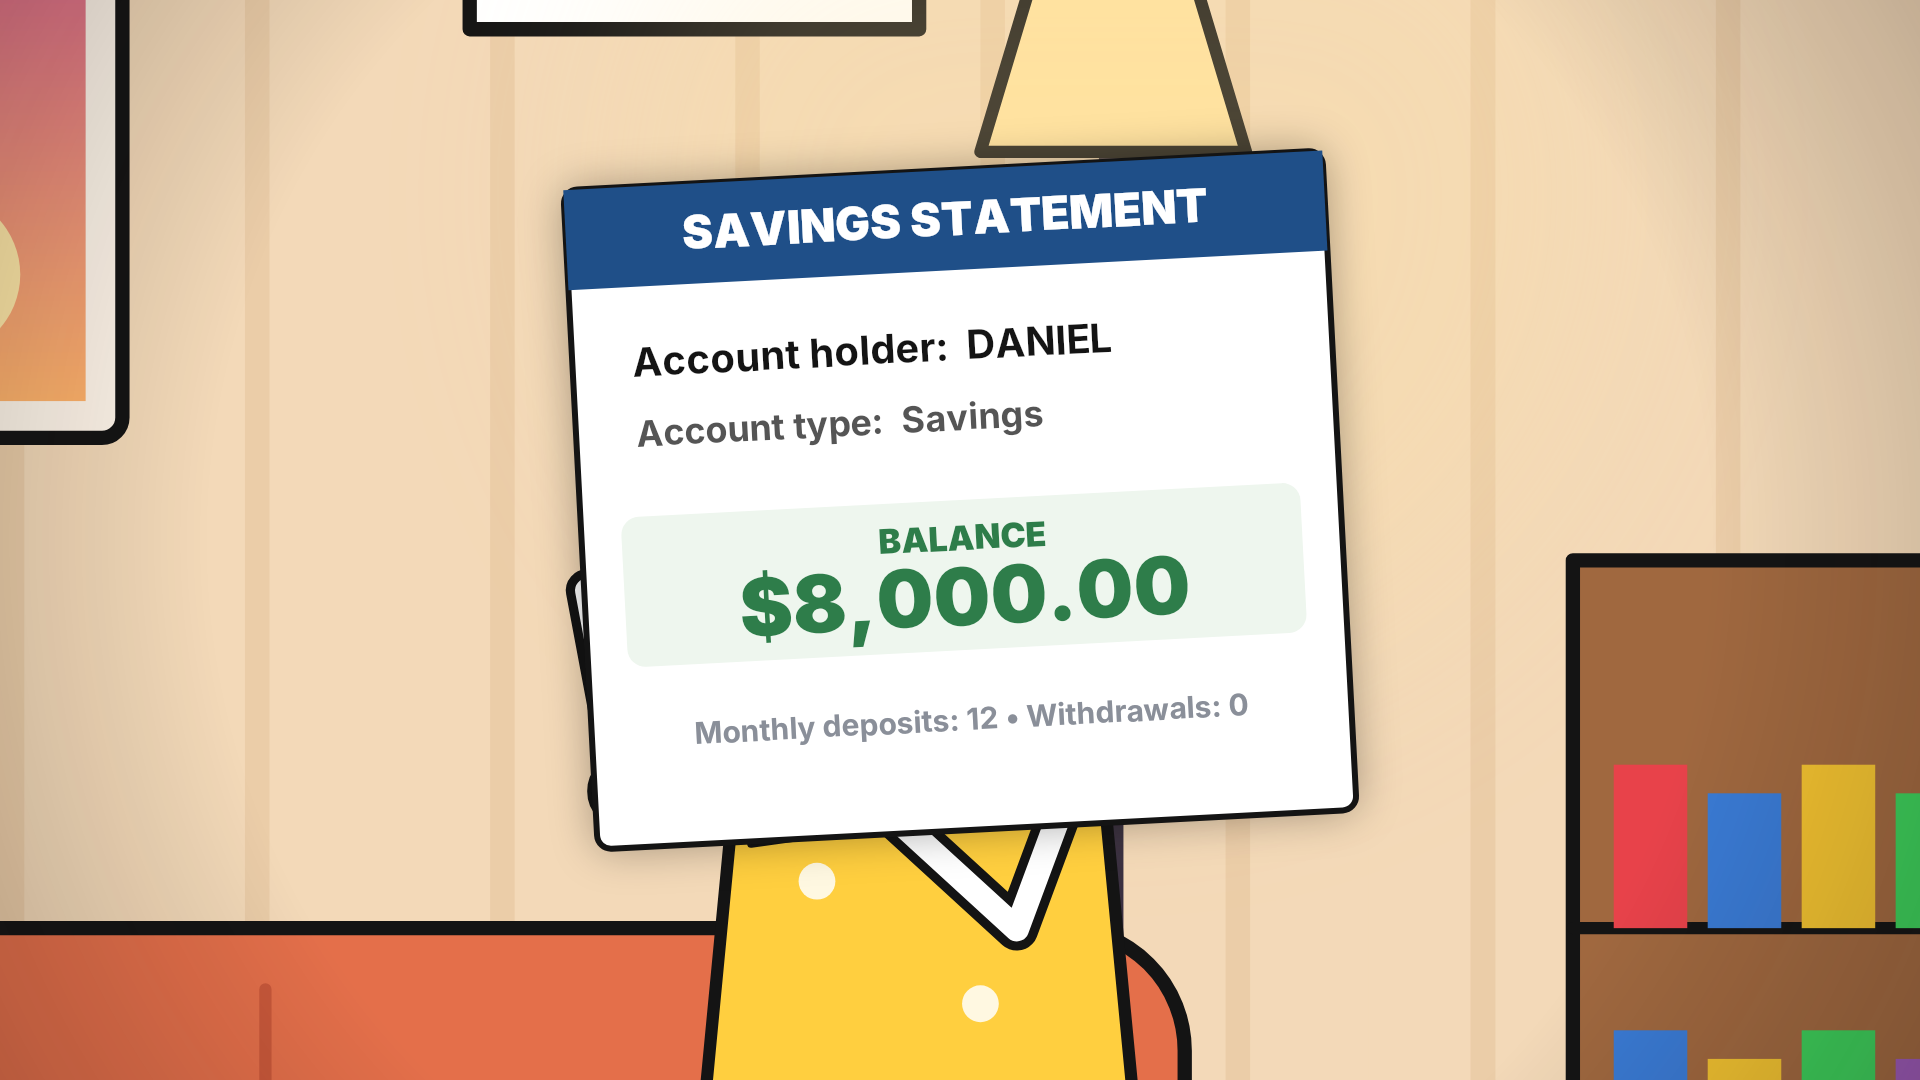 SAVINGS STATEMENT
Account holder: DANIEL
Account type: Savings
BALANCE
$8,000.00
Monthly deposits: 12 • Withdrawals: 0